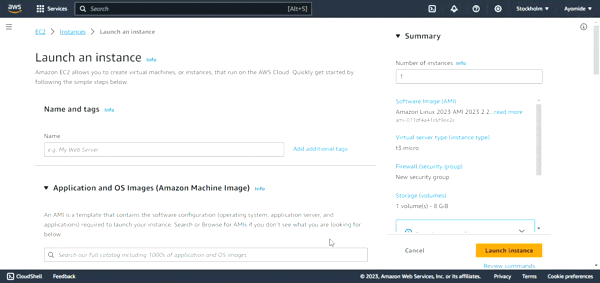 aws
Services
Search
[Alt+S]
Stockholm
Ayomide
EC2 > Instances > Launch an instance
Launch an instance Info
Amazon EC2 allows you to create virtual machines, or instances, that run on the AWS Cloud. Quickly get started by
following the simple steps below.
Name and tags Info
Name
e.g. My Web Server
Add additional tags
Application and OS Images (Amazon Machine Image) Info
An AMI is a template that contains the software configuration (operating system, application server, and
applications) required to launch your instance. Search or Browse for AMIs if you don't see what you are looking for
below
Search our full catalog including 1000s of application and OS images
Summary
Number of instances Info
1
Software Image (AMI)
Amazon Linux 2023 AMI 2023.2.2...read more
Virtual server type (instance type)
t3.micro
Firewall (security group)
New security group
Storage (volumes)
1 volume(s) - 8 GiB
Cancel
Launch instance
Review commands
CloudShell
Feedback
© 2023, Amazon Web Services, Inc. or its affiliates.
Privacy
Terms
Cookie preferences